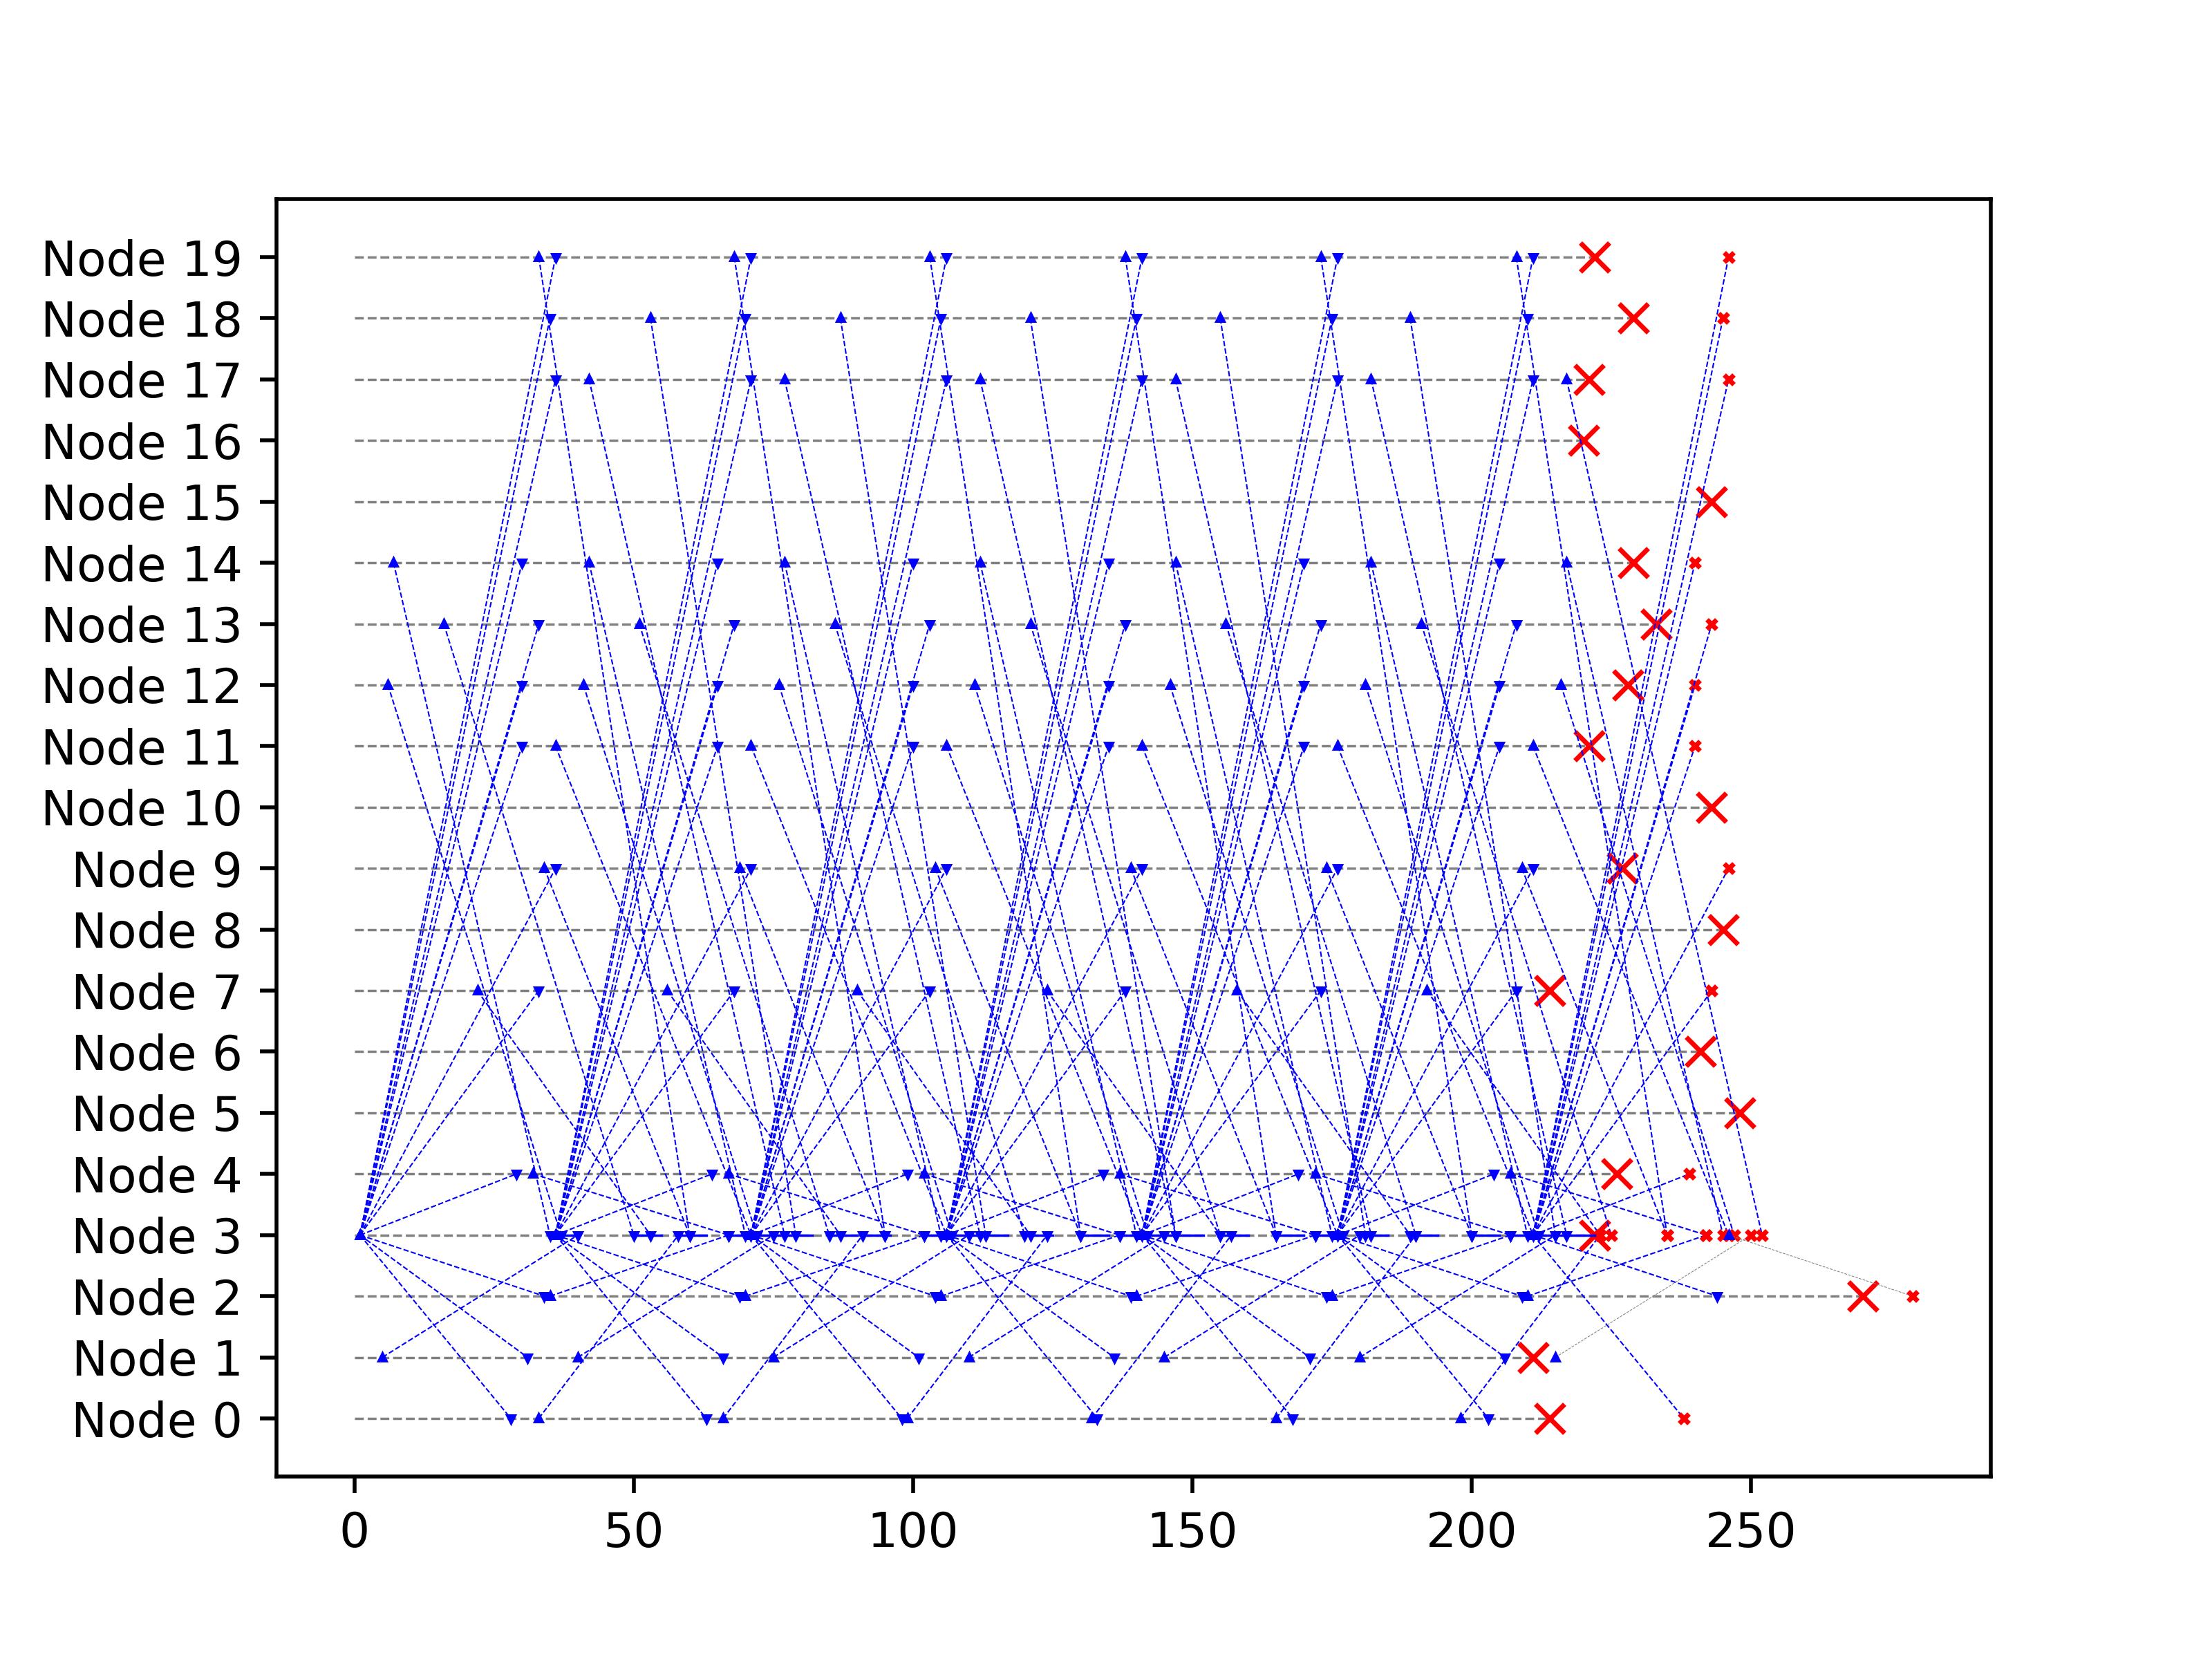 Node 19
Node 18
Node 17
Node 16
Node 15
Node 14
Node 13
Node 12
Node 11
Node 10
Node 9
Node 8
Node 7
Node 6
Node 5
Node 4
Node 3
Node 2
Node 1
Node 0
0 50 100 150 200 250